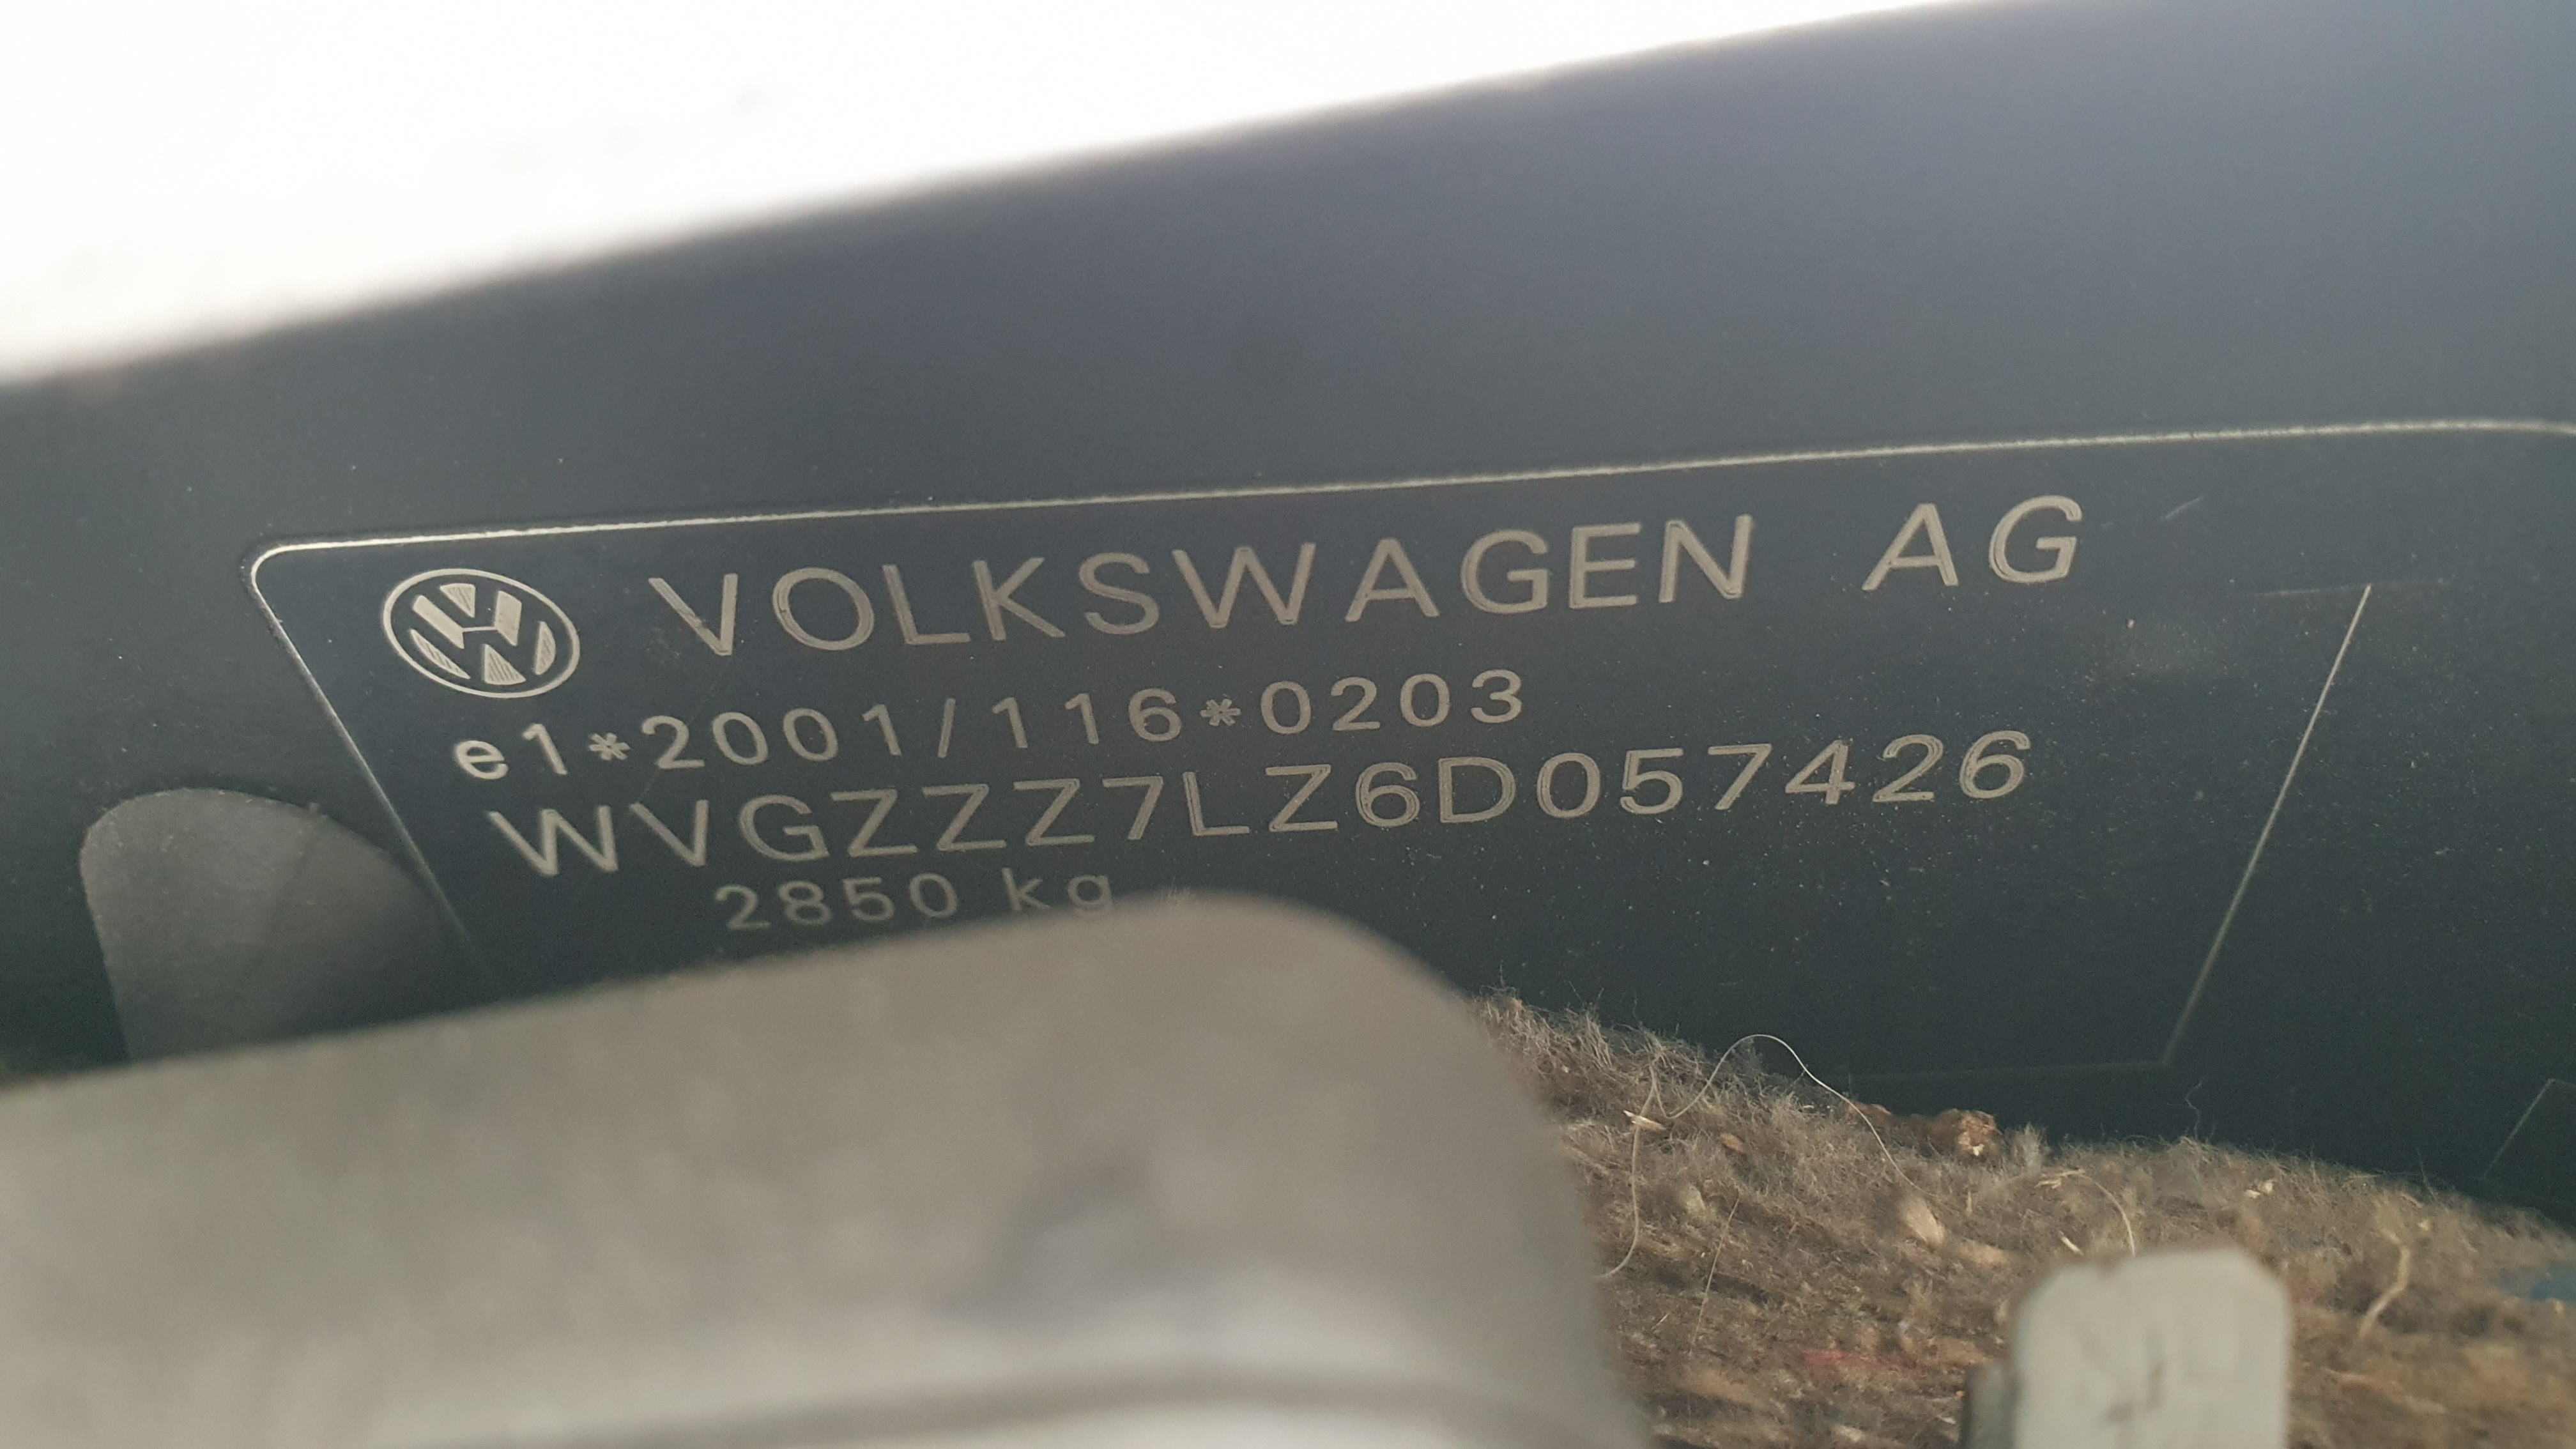 VOLKSWAGEN AG
e1*2001/116*0203
WVGZZZ7LZ6D057426
2850 kg